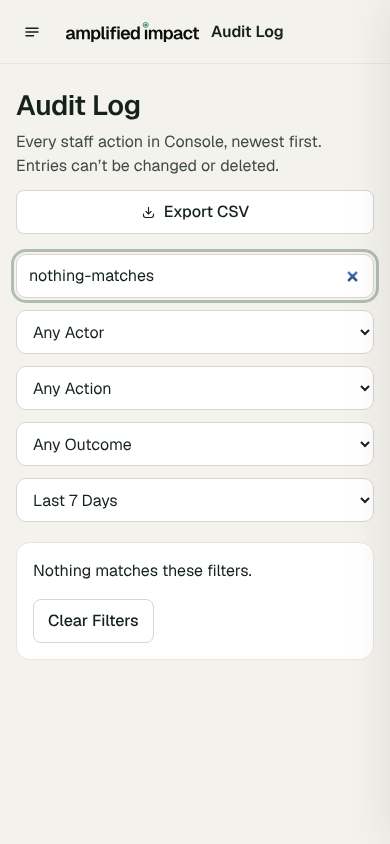 amplified impact Audit Log
Audit Log
Every staff action in Console, newest first.
Entries can’t be changed or deleted.
Export CSV
nothing-matches
Any Actor
Any Action
Any Outcome
Last 7 Days
Nothing matches these filters.
Clear Filters